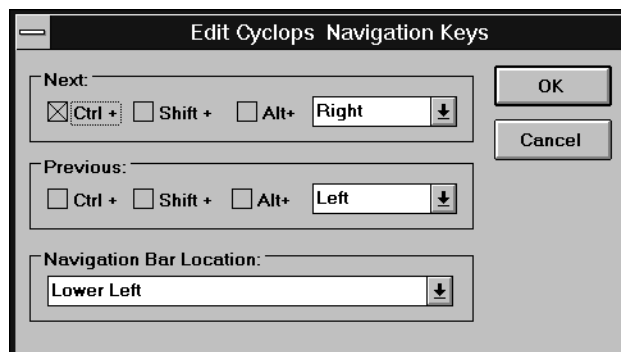 Edit Cyclops Navigation Keys
Next:
Ctrl + Shift + Alt+ Right
OK
Cancel
Previous:
Ctrl + Shift + Alt+ Left
Navigation Bar Location:
Lower Left